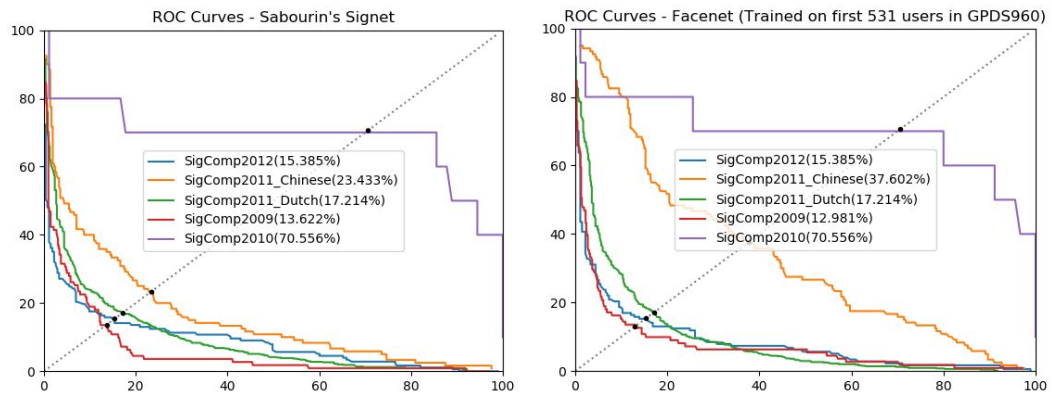 ROC Curves - Sabourin's Signet
100
80
60
40
20
0
SigComp2012(15.385%)
SigComp2011_Chinese(23.433%)
SigComp2011_Dutch(17.214%)
SigComp2009(13.622%)
SigComp2010(70.556%)
0 20 40 60 80 100
ROC Curves - Facenet (Trained on first 531 users in GPDS960)
100
80
60
40
20
0
SigComp2012(15.385%)
SigComp2011_Chinese(37.602%)
SigComp2011_Dutch(17.214%)
SigComp2009(12.981%)
SigComp2010(70.556%)
0 20 40 60 80 100